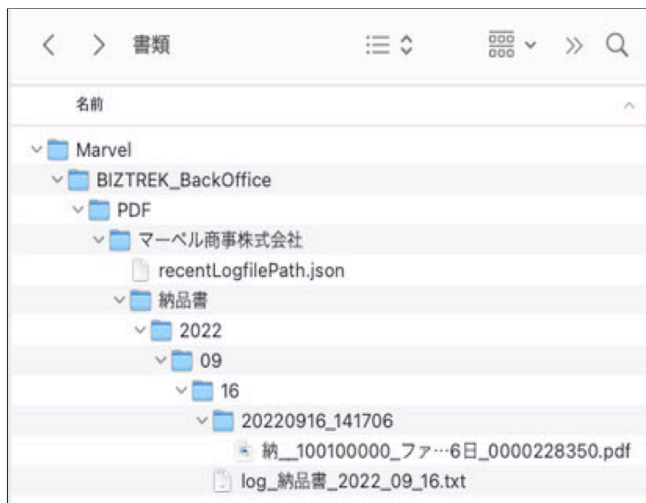 書類
名前
Marvel
BIZTREK_BackOffice
PDF
マーベル商事株式会社
recentLogfilePath.json
納品書
2022
09
16
20220916_141706
納__100100000_ファ…6日_0000228350.pdf
log_納品書_2022_09_16.txt